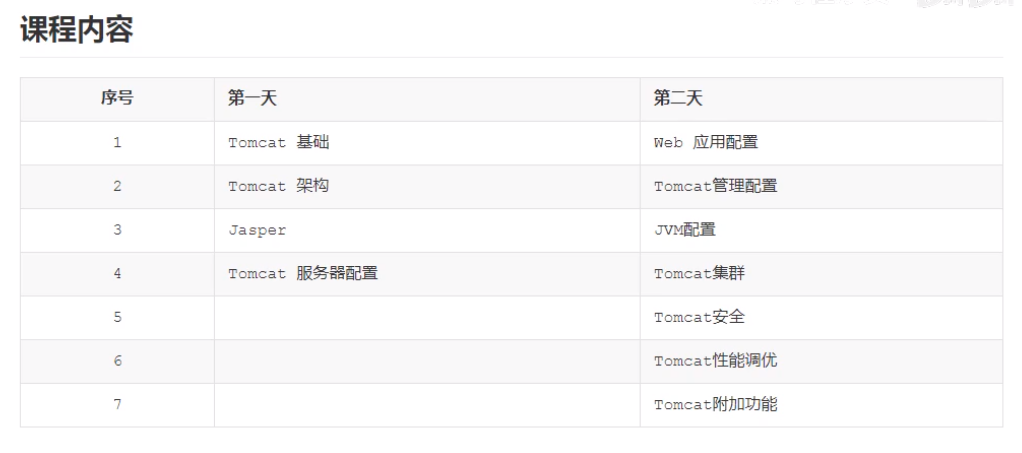 课程内容
序号 第一天 第二天
1 Tomcat 基础 Web 应用配置
2 Tomcat 架构 Tomcat管理配置
3 Jasper JVM配置
4 Tomcat 服务器配置 Tomcat集群
5 Tomcat安全
6 Tomcat性能调优
7 Tomcat附加功能